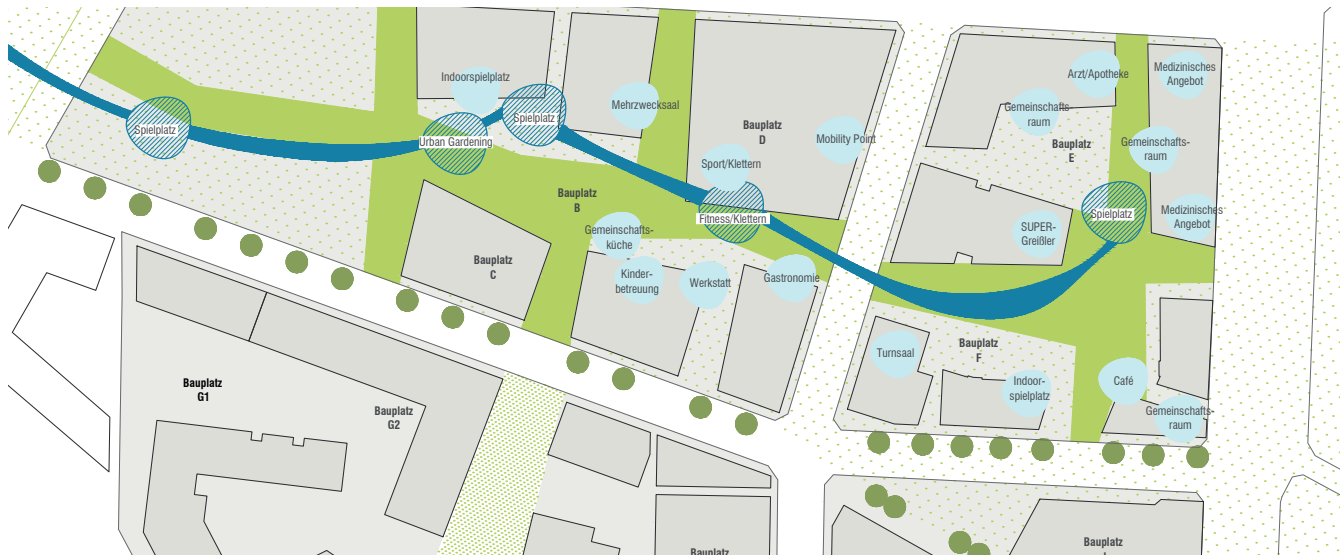 Indoorspielplatz
Spielplatz
Mehrzwecksaal
Spielplatz
Urban Gardening
Bauplatz
D
Mobility Point
Sport/Klettern
Fitness/Klettern
Bauplatz
B
Gemeinschafts-
küche
Kinder-
betreuung
Werkstatt
Gastronomie
Bauplatz
C
Arzt/Apotheke
Medizinisches
Angebot
Gemeinschafts-
raum
Bauplatz
E
Gemeinschafts-
raum
Spielplatz
Medizinisches
Angebot
SUPER-
Greißler
Turnsaal
Bauplatz
F
Indoor-
spielplatz
Café
Gemeinschafts-
raum
Bauplatz
G1
Bauplatz
G2
Bauplatz
Bauplatz